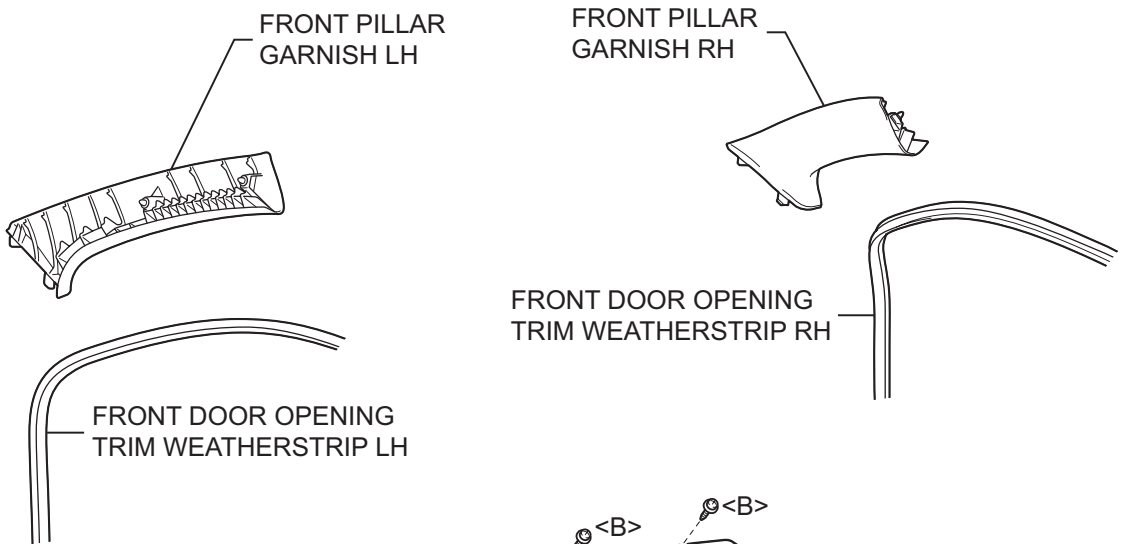 FRONT PILLAR
GARNISH LH
FRONT PILLAR
GARNISH RH
FRONT DOOR OPENING
TRIM WEATHERSTRIP RH
FRONT DOOR OPENING
TRIM WEATHERSTRIP LH
<B>
<B>